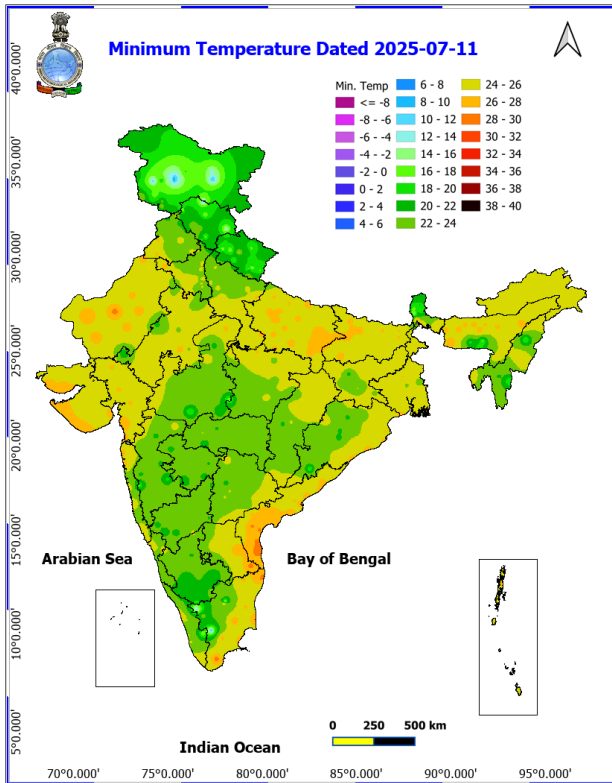 Minimum Temperature Dated 2025-07-11
Min. Temp
<= -8
-8 - -6
-6 - -4
-4 - -2
-2 - 0
0 - 2
2 - 4
4 - 6
6 - 8
8 - 10
10 - 12
12 - 14
14 - 16
16 - 18
18 - 20
20 - 22
22 - 24
24 - 26
26 - 28
28 - 30
30 - 32
32 - 34
34 - 36
36 - 38
38 - 40
40°0.000'
35°0.000'
30°0.000'
25°0.000'
20°0.000'
15°0.000'
10°0.000'
5°0.000'
Arabian Sea
Bay of Bengal
Indian Ocean
0 250 500 km
70°0.000' 75°0.000' 80°0.000' 85°0.000' 90°0.000' 95°0.000'